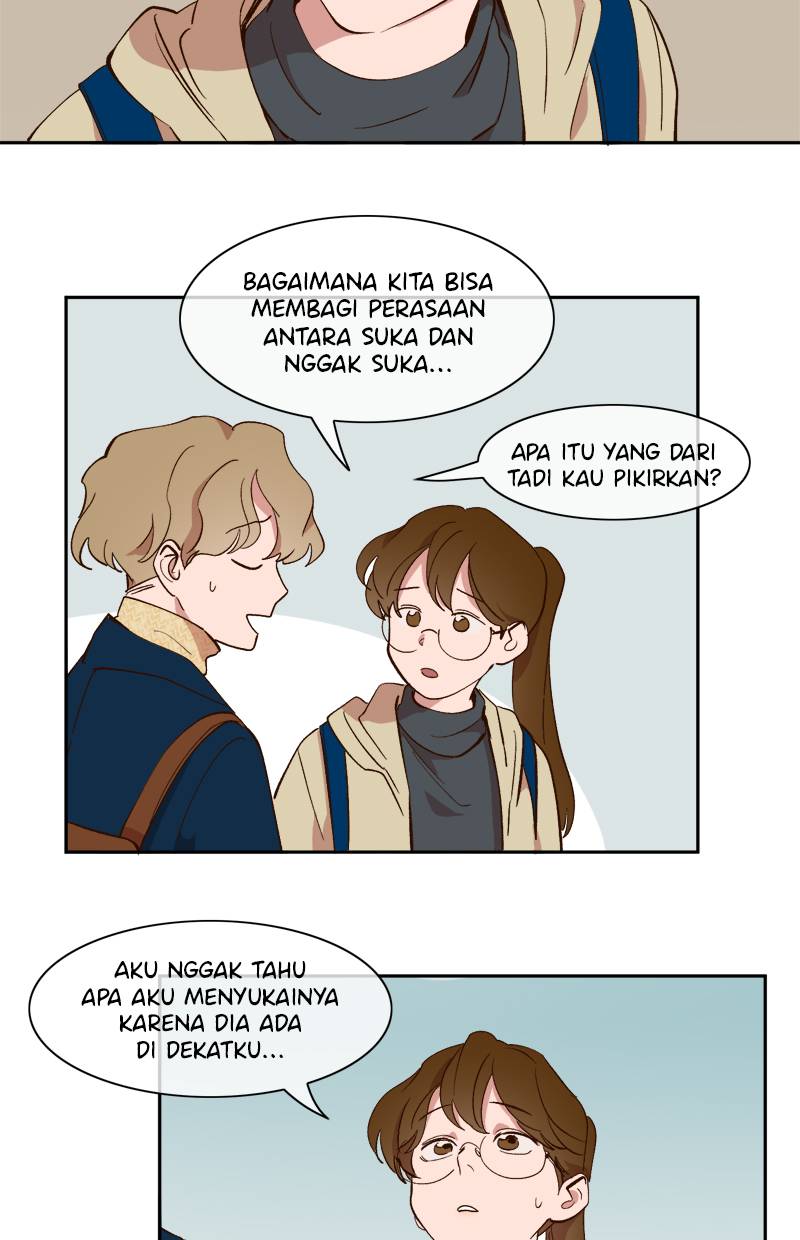 BAGAIMANA KITA BISA
MEMBAGI PERASAAN
ANTARA SUKA DAN
NGGAK SUKA...
APA ITU YANG DARI
TADI KAU PIKIRKAN?
AKU NGGAK TAHU
APA AKU MENYUKAINYA
KARENA DIA ADA
DI DEKATKU...